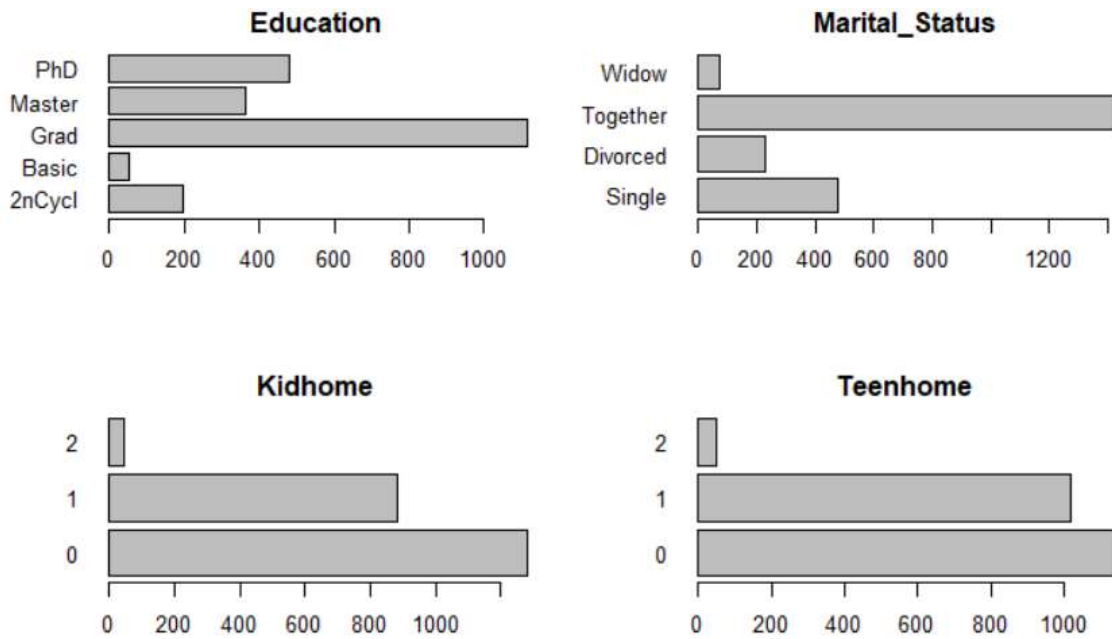 Education
PhD
Master
Grad
Basic
2nCycl
0 200 400 600 800 1000
Marital_Status
Widow
Together
Divorced
Single
0 200 400 600 800 1200
Kidhome
2
1
0
0 200 400 600 800 1000
Teenhome
2
1
0
0 200 400 600 800 1000